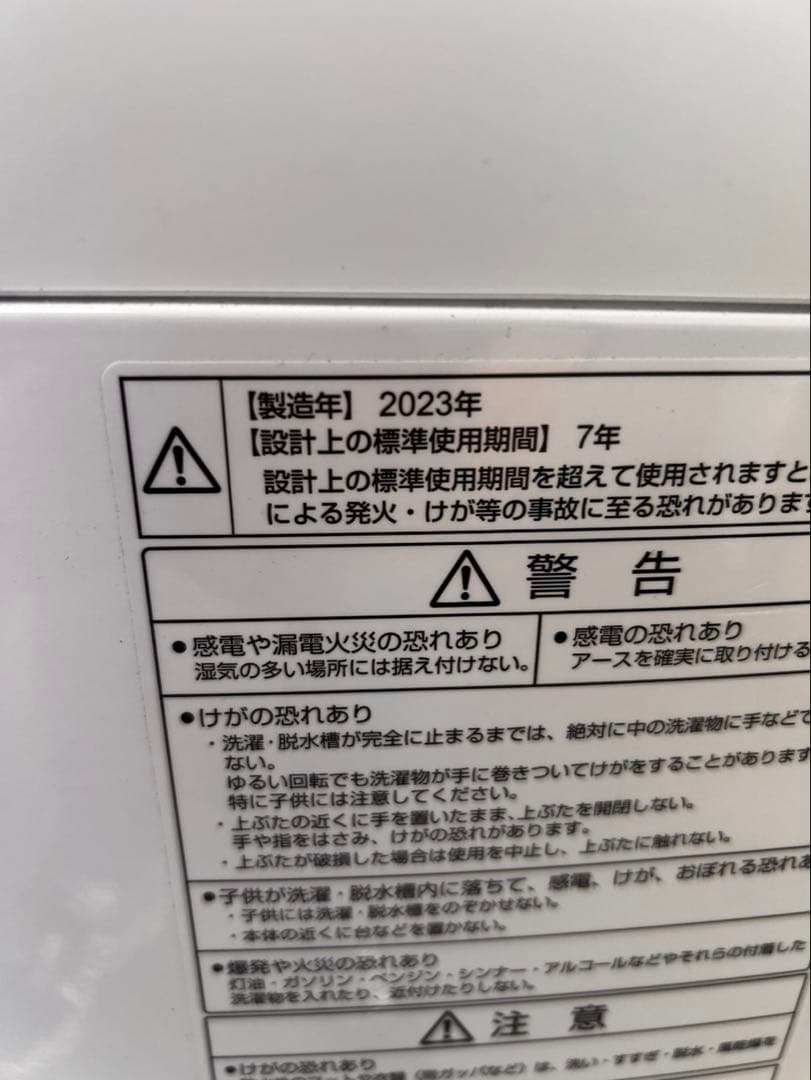 【製造年】 2023年
【設計上の標準使用期間】 7年
設計上の標準使用期間を超えて使用されますと
による発火・けが等の事故に至る恐れがあります
警 告
●感電や漏電火災の恐れあり
湿気の多い場所には据え付けない。
●感電の恐れあり
アースを確実に取り付ける
●けがの恐れあり
・洗濯・脱水槽が完全に止まるまでは、絶対に中の洗濯物に手などで
ない。
ゆるい回転でも洗濯物が手に巻きついてけがをすることがあります
特に子供には注意してください。
・上ぶたの近くに手を置いたまま、上ぶたを開閉しない。
手や指をはさみ、けがの恐れがあります。
・上ぶたが破損した場合は使用を中止し、上ぶたに触れない。
●子供が洗濯・脱水槽内に落ちて、感電、けが、おぼれる恐れあ
・子供には洗濯・脱水槽をのぞかせない。
・本体の近くに台などを置かない。
●爆発や火災の恐れあり
灯油・ガソリン・ベンジン・シンナー・アルコールなどやそれらの付着した
洗濯物を入れたり、近付けたりしない。
注 意
●けがの恐れあり
は、洗い・すすぎ・脱水・